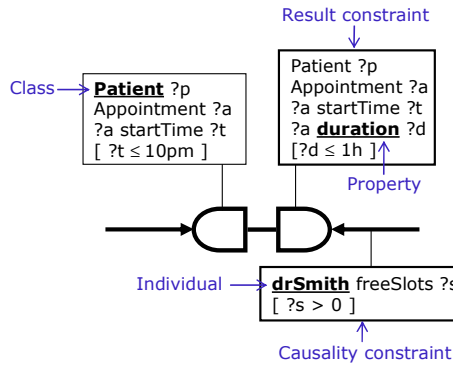 Result constraint
Class
Patient ?p
Appointment ?a
?a startTime ?t
[ ?t ≤ 10pm ]
Patient ?p
Appointment ?a
?a startTime ?t
?a duration ?d
[?d ≤ 1h ]
Property
Individual
drSmith freeSlots ?s
[ ?s > 0 ]
Causality constraint